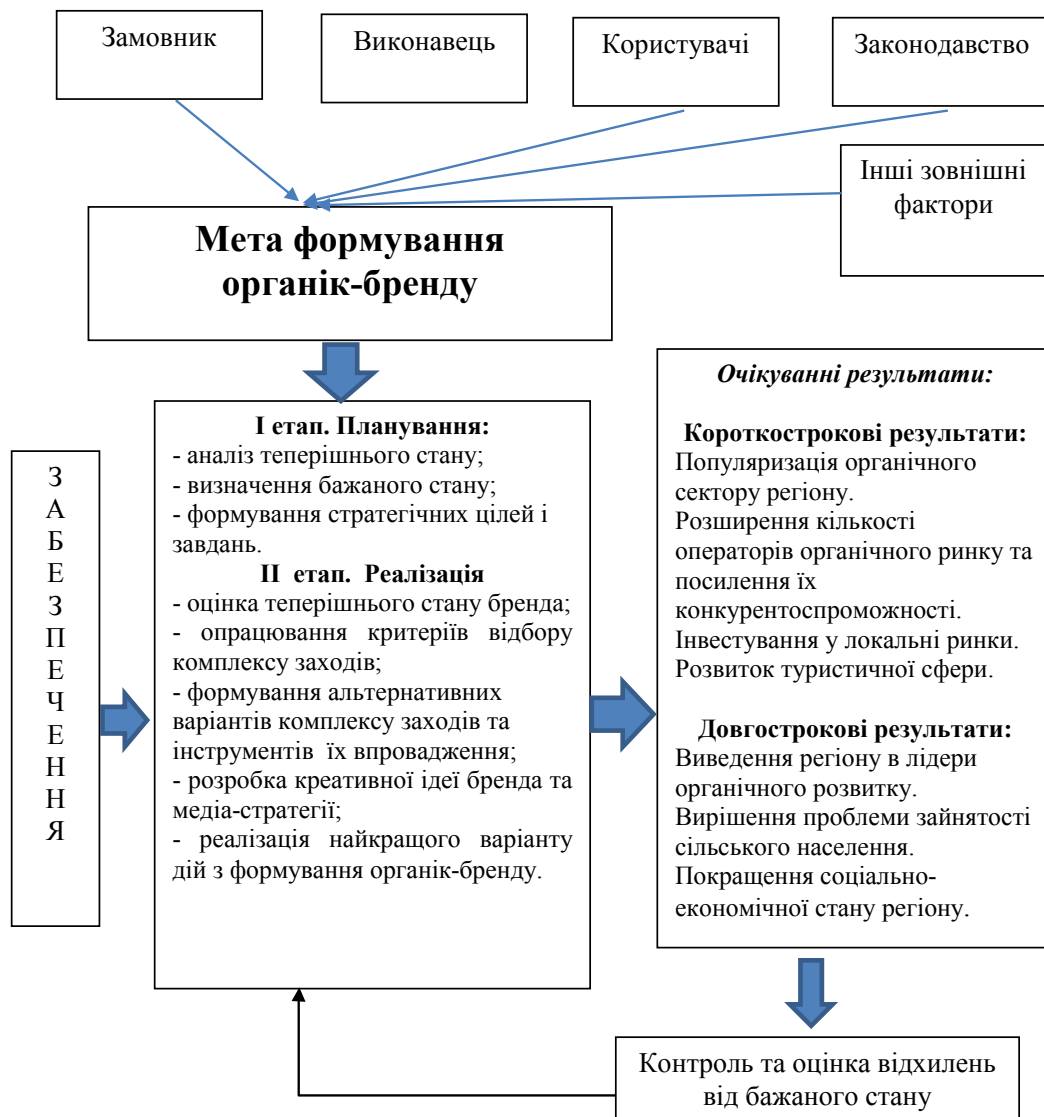 Замовник
Виконавець
Користувачі
Законодавство
Інші зовнішні
фактори
Мета формування
органік-бренду
З
А
Б
Е
З
П
Е
Ч
Е
Н
Н
Я
І етап. Планування:
- аналіз теперішнього стану;
- визначення бажаного стану;
- формування стратегічних цілей і
завдань.
ІІ етап. Реалізація
- оцінка теперішнього стану бренда;
- опрацювання критеріїв відбору
комплексу заходів;
- формування альтернативних
варіантів комплексу заходів та
інструментів їх впровадження;
- розробка креативної ідеї бренда та
медіа-стратегії;
- реалізація найкращого варіанту
дій з формування органік-бренду.
Очікуванні результати:
Короткострокові результати:
Популяризація органічного
сектору регіону.
Розширення кількості
операторів органічного ринку та
посилення їх
конкурентоспроможності.
Інвестування у локальні ринки.
Розвиток туристичної сфери.
Довгострокові результати:
Виведення регіону в лідери
органічного розвитку.
Вирішення проблеми зайнятості
сільського населення.
Покращення соціально-
економічної стану регіону.
Контроль та оцінка відхилень
від бажаного стану